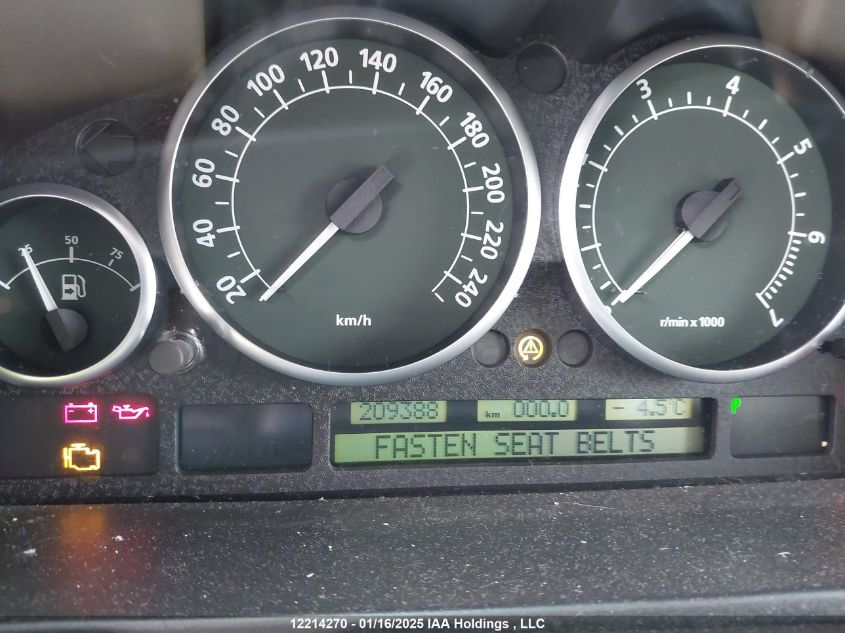 20 40 60 80 100 120 140 160 180 200 220 240
km/h
3 4 5 6 7
r/min x 1000
25 50 75
209388 km 000.0 - 4.5°C
FASTEN SEAT BELTS
P
12214270 - 01/16/2025 IAA Holdings , LLC